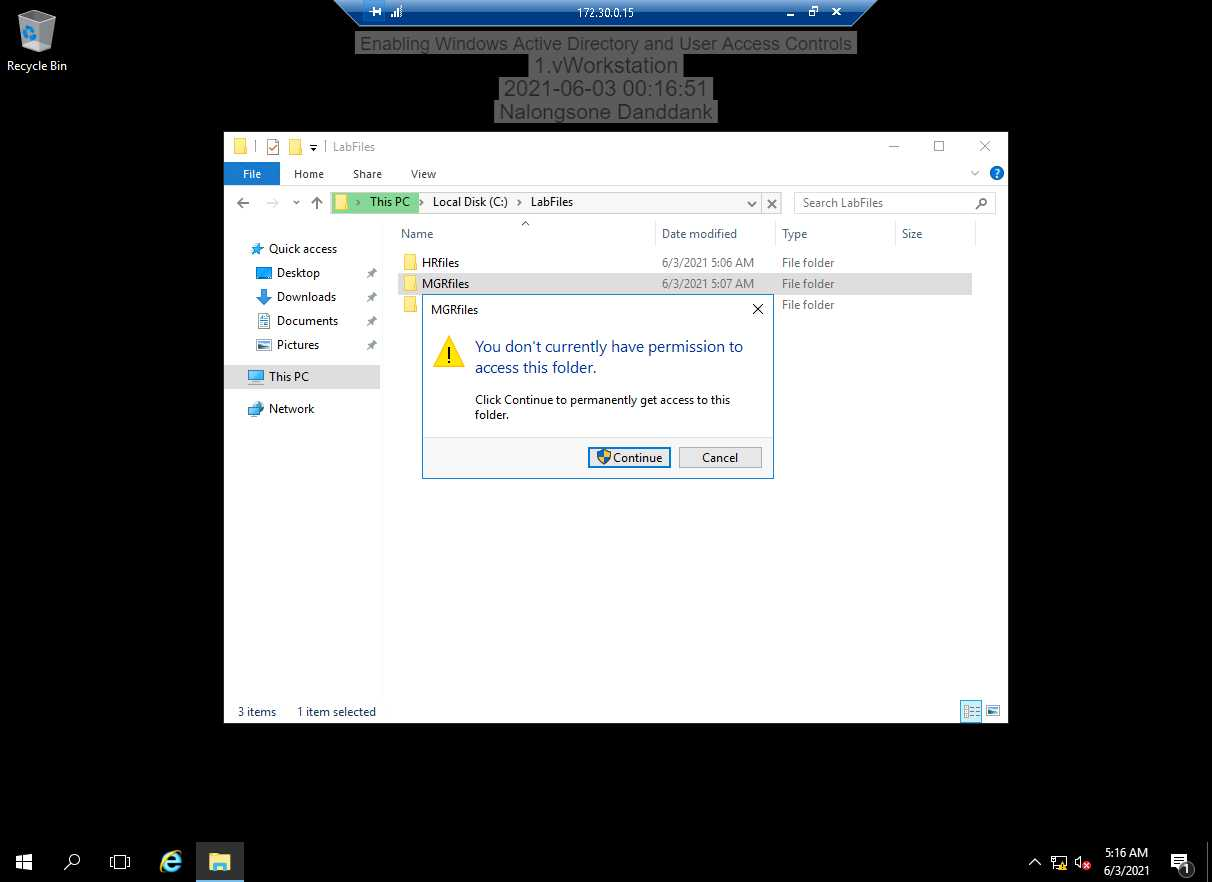 172.30.0.15
Recycle Bin
Enabling Windows Active Directory and User Access Controls
1.vWorkstation
2021-06-03 00:16:51
Nalongsone Danddank
LabFiles
File Home Share View
This PC Local Disk (C:) LabFiles
Search LabFiles
Name Date modified Type Size
Quick access
Desktop
Downloads
Documents
Pictures
This PC
Network
HRfiles 6/3/2021 5:06 AM File folder
MGRfiles 6/3/2021 5:07 AM File folder
File folder
MGRfiles
You don't currently have permission to
access this folder.
Click Continue to permanently get access to this
folder.
Continue Cancel
3 items 1 item selected
5:16 AM
6/3/2021
1